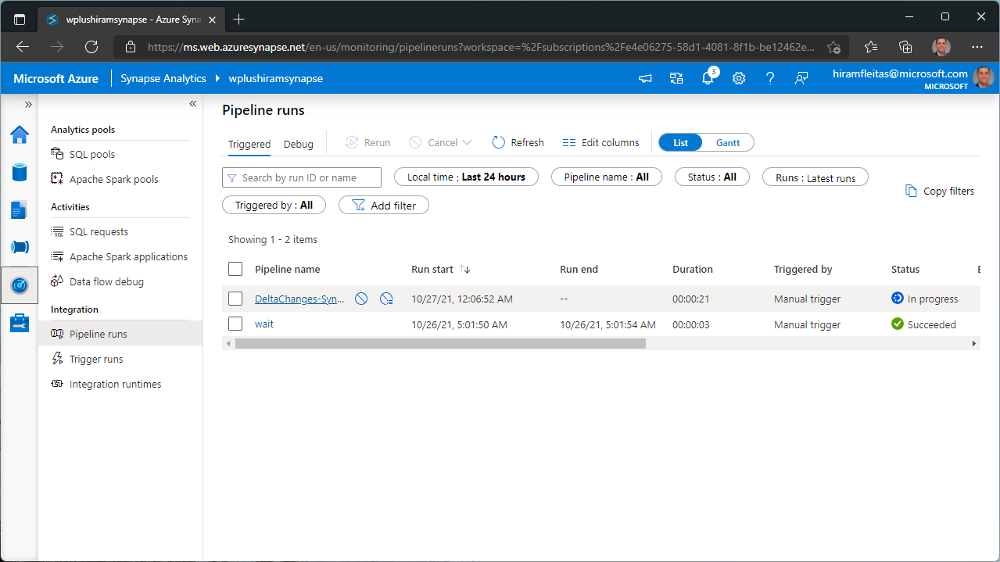 wplushiramsynapse - Azure Syna
https://ms.web.azuresynapse.net/en-us/monitoring/pipelineruns?workspace=%2Fsubscriptions%2Fe4e06275-58d1-4081-8f1b-be12462e...
Microsoft Azure
Synapse Analytics
wplushiramsynapse
3
hiramfleitas@microsoft.com
MICROSOFT
Analytics pools
SQL pools
Apache Spark pools
Activities
SQL requests
Apache Spark applications
Data flow debug
Integration
Pipeline runs
Trigger runs
Integration runtimes
Pipeline runs
Triggered Debug Rerun Cancel Refresh Edit columns List Gantt
Search by run ID or name Local time : Last 24 hours Pipeline name : All Status : All Runs : Latest runs
Copy filters
Triggered by : All Add filter
Showing 1 - 2 items
Pipeline name Run start Run end Duration Triggered by Status
DeltaChanges-Syn... 10/27/21, 12:06:52 AM -- 00:00:21 Manual trigger In progress
wait 10/26/21, 5:01:50 AM 10/26/21, 5:01:54 AM 00:00:03 Manual trigger Succeeded